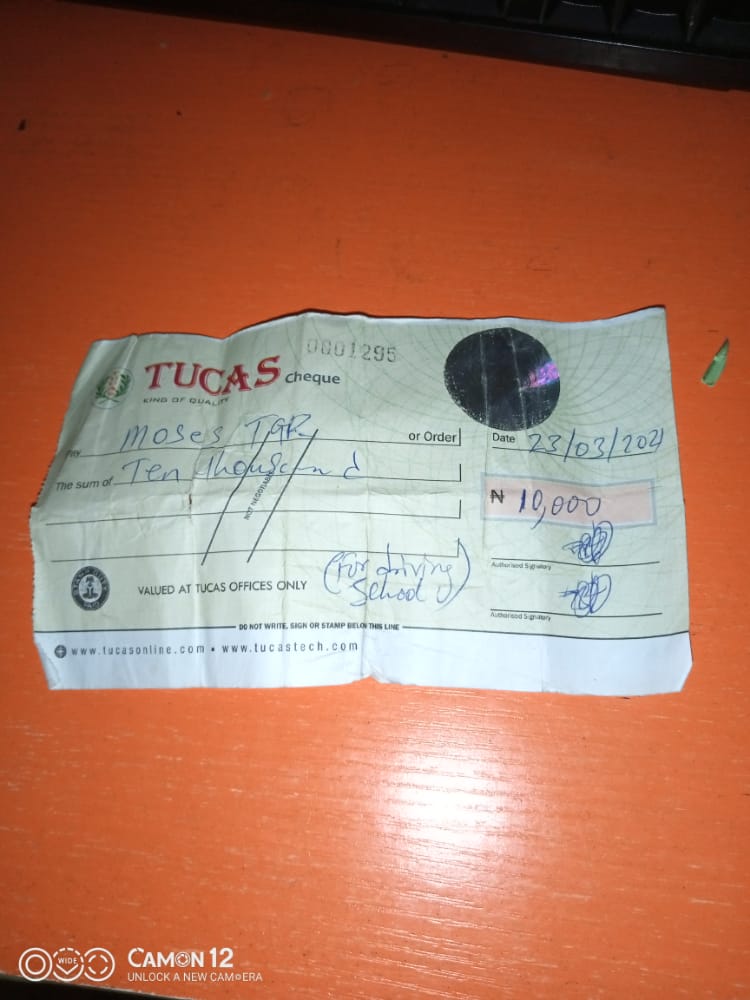 0001295
TUCAS cheque
KING OF QUALITY
Pay Moses TGR or Order
Date 23/03/2021
The sum of Ten thousand
₦ 10,000
NOT NEGOTIABLE
Authorised Signatory
(For driving
School)
VALUED AT TUCAS OFFICES ONLY
Authorised Signatory
DO NOT WRITE, SIGN OR STAMP BELOW THIS LINE
www.tucasonline.com • www.tucastech.com
WIDE
CAMON 12
UNLOCK A NEW CAMERA